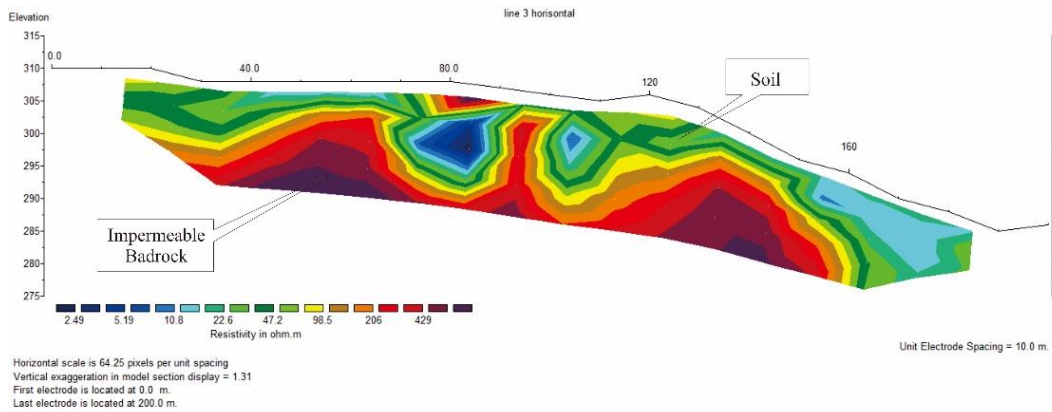 line 3 horisontal
Elevation
315
310
305
300
295
290
285
280
275
0.0
40.0
80.0
120
160
Soil
Impermeable
Badrock
2.49 5.19 10.8 22.6 47.2 98.5 206 429
Resistivity in ohm.m
Unit Electrode Spacing = 10.0 m.
Horizontal scale is 64.25 pixels per unit spacing
Vertical exaggeration in model section display = 1.31
First electrode is located at 0.0 m.
Last electrode is located at 200.0 m.